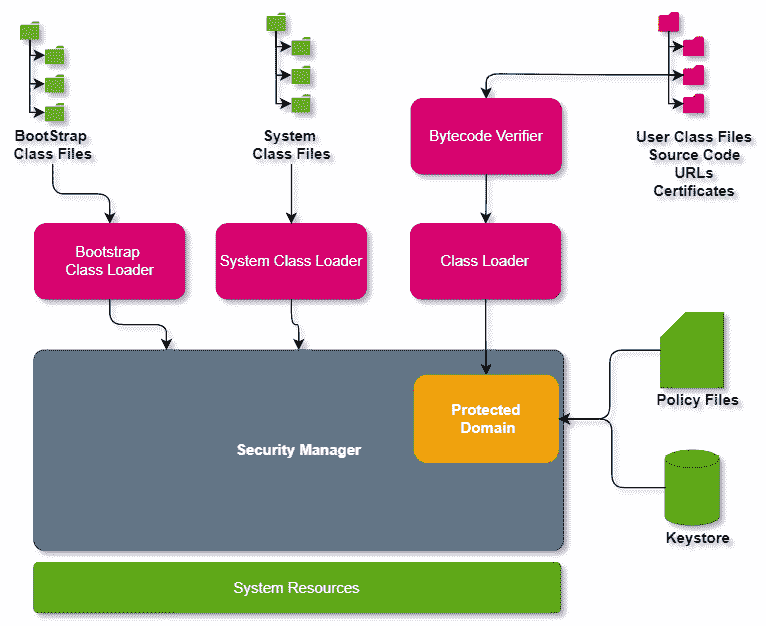 BootStrap
Class Files
System
Class Files
Bytecode Verifier
User Class Files
Source Code
URLs
Certificates
Bootstrap
Class Loader
System Class Loader
Class Loader
Policy Files
Protected
Domain
Security Manager
Keystore
System Resources